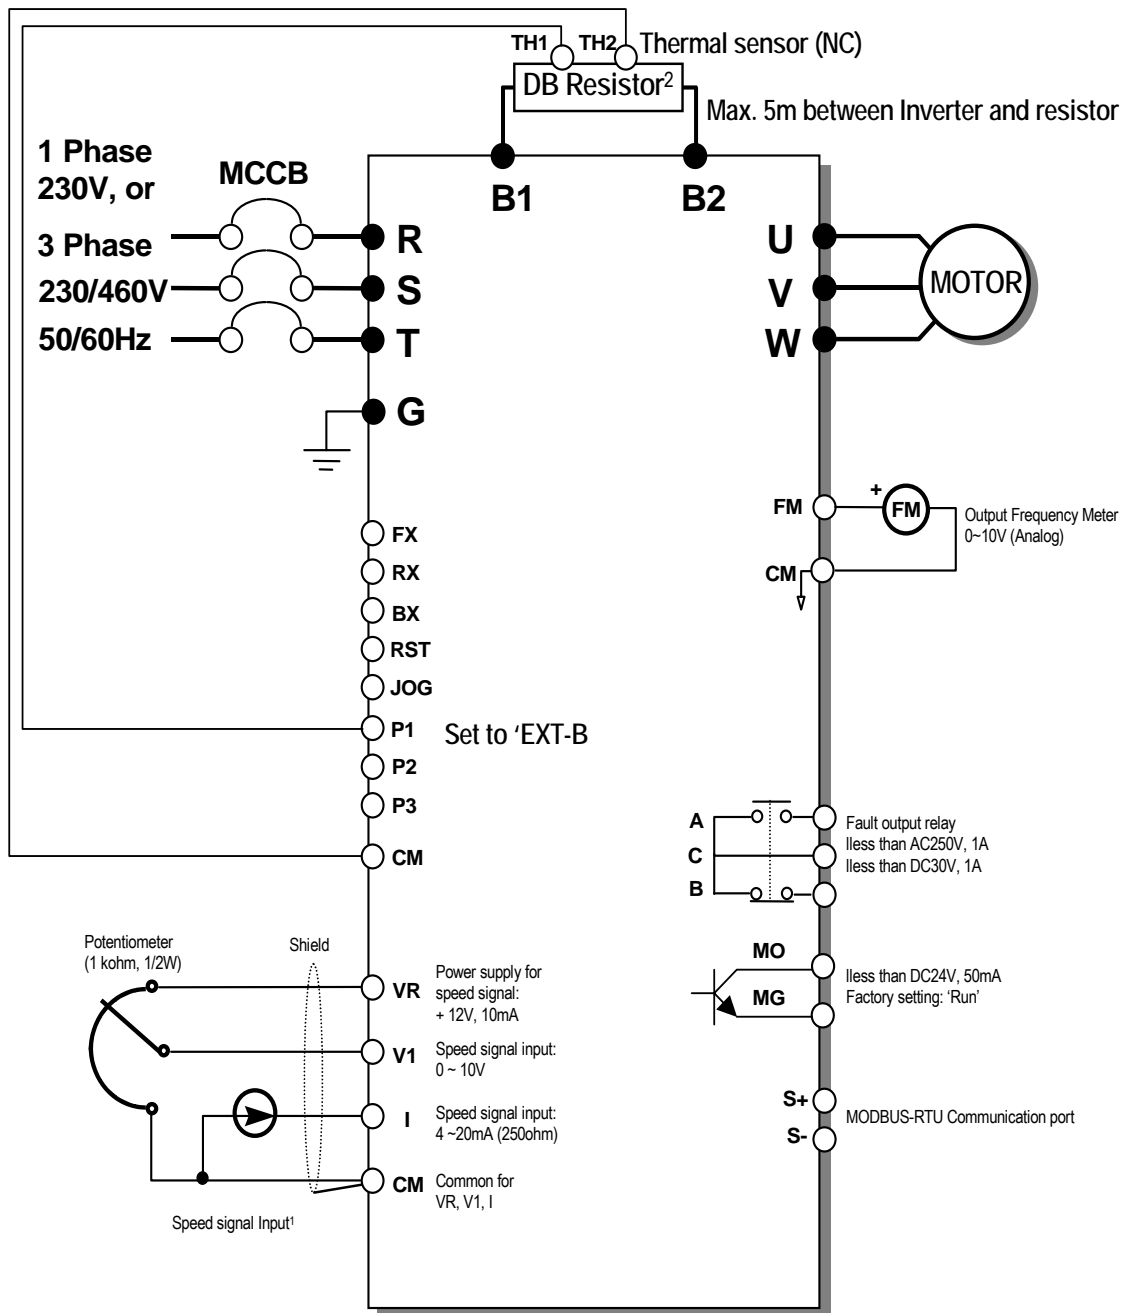 TH1
TH2
Thermal sensor (NC)
DB Resistor2
Max. 5m between Inverter and resistor
1 Phase
230V, or
3 Phase
230/460V
50/60Hz
MCCB
B1
B2
R
S
T
G
U
V
W
MOTOR
FX
RX
BX
RST
JOG
P1
Set to ‘EXT-B
P2
P3
CM
FM
+
FM
CM
Output Frequency Meter
0~10V (Analog)
A
C
B
Fault output relay
lless than AC250V, 1A
lless than DC30V, 1A
MO
MG
lless than DC24V, 50mA
Factory setting: ‘Run’
S+
S-
MODBUS-RTU Communication port
Potentiometer
(1 kohm, 1/2W)
Shield
VR
Power supply for
speed signal:
+ 12V, 10mA
V1
Speed signal input:
0 ~ 10V
I
Speed signal input:
4 ~20mA (250ohm)
CM
Common for
VR, V1, I
Speed signal Input1